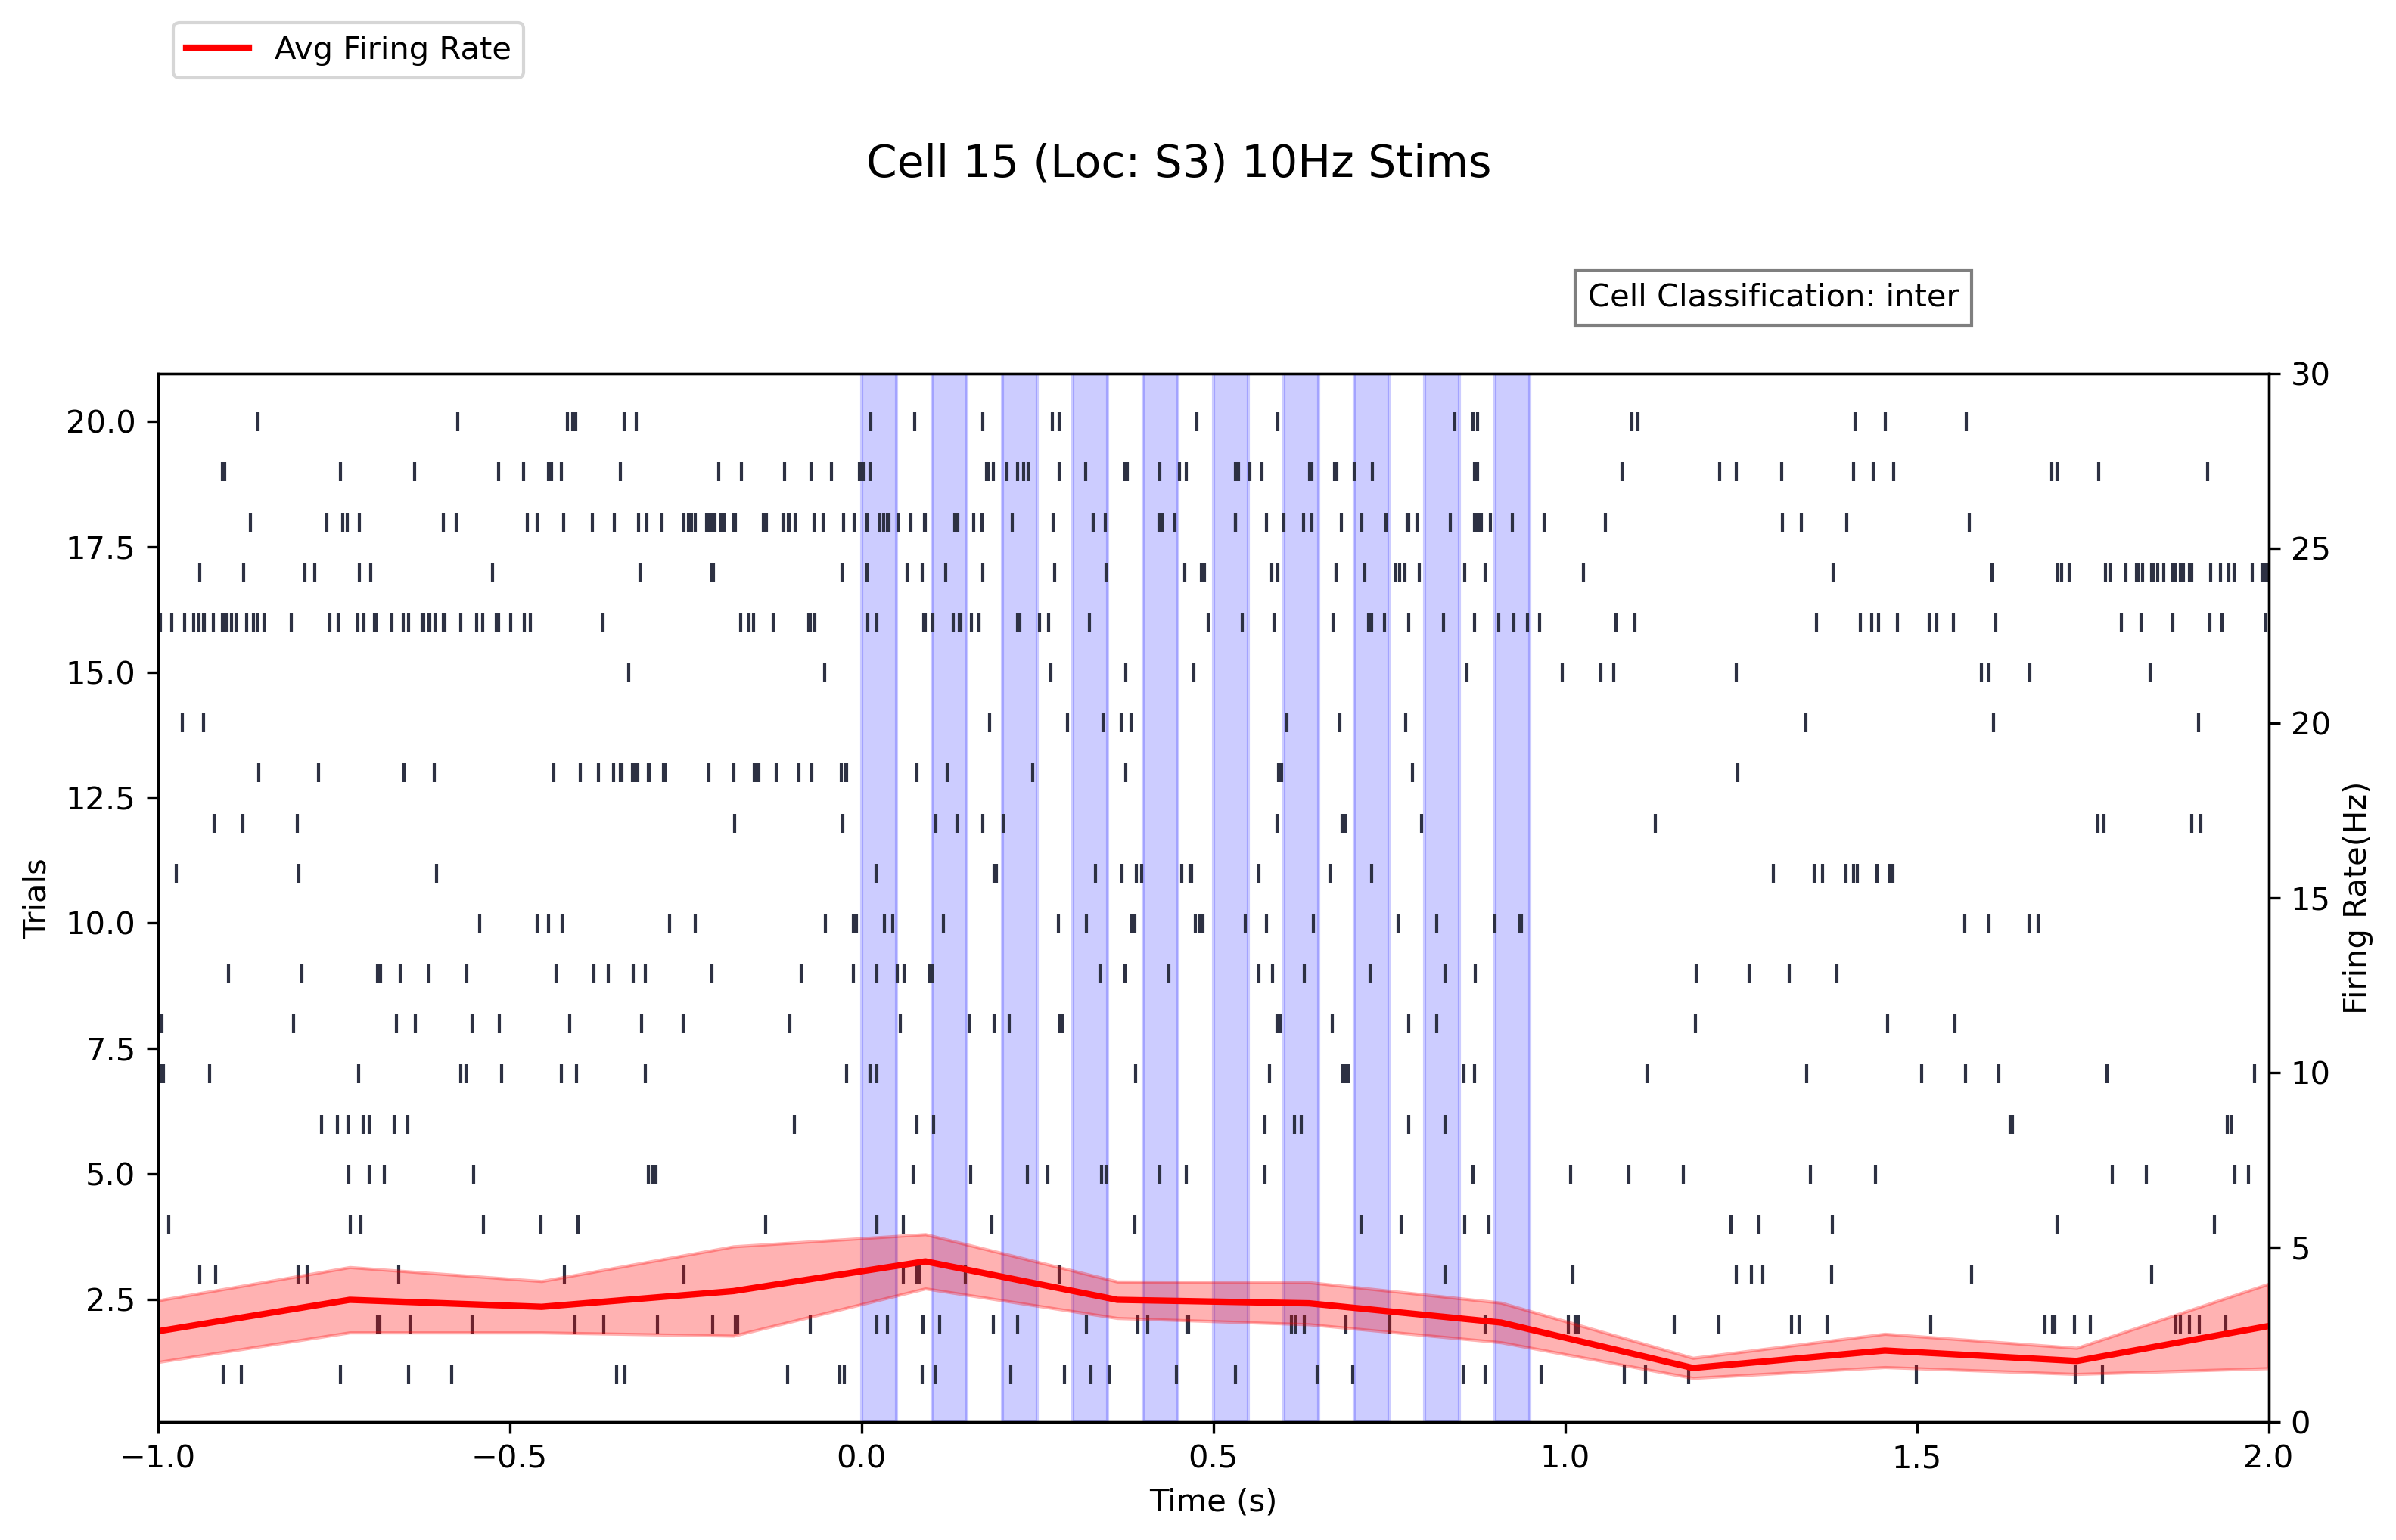 Avg Firing Rate
Cell 15 (Loc: S3) 10Hz Stims
Cell Classification: inter
20.0
17.5
15.0
12.5
10.0
7.5
5.0
2.5
Trials
30
25
20
15
10
5
0
Firing Rate(Hz)
−1.0 −0.5 0.0 0.5 1.0 1.5 2.0
Time (s)